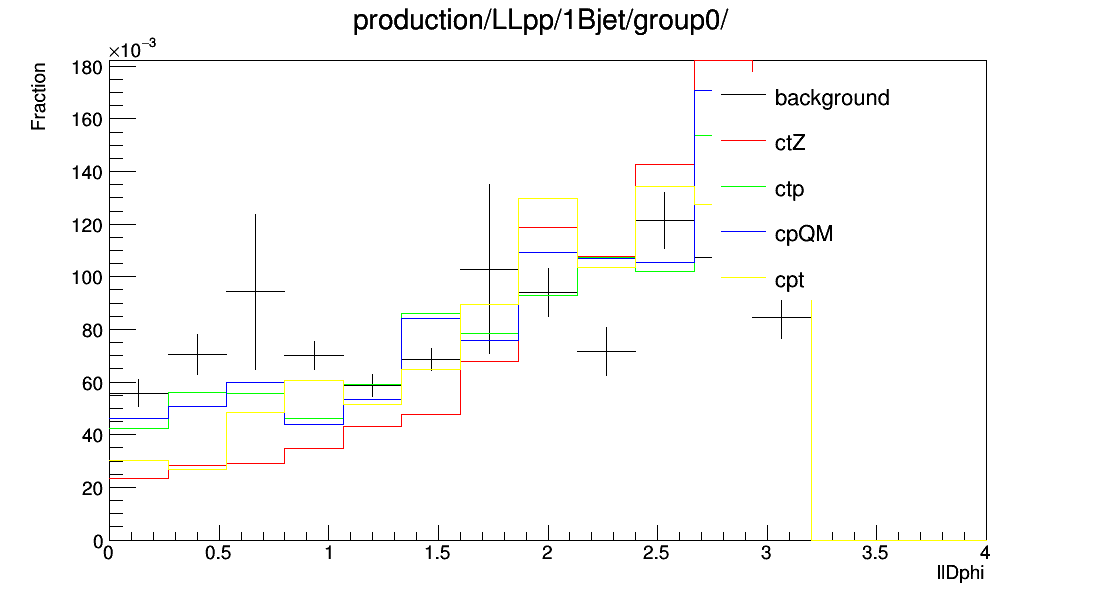 production/LLpp/1Bjet/group0/
×10⁻³
Fraction
180
160
140
120
100
80
60
40
20
0
background
ctZ
ctp
cpQM
cpt
0 0.5 1 1.5 2 2.5 3 3.5 4
llDphi